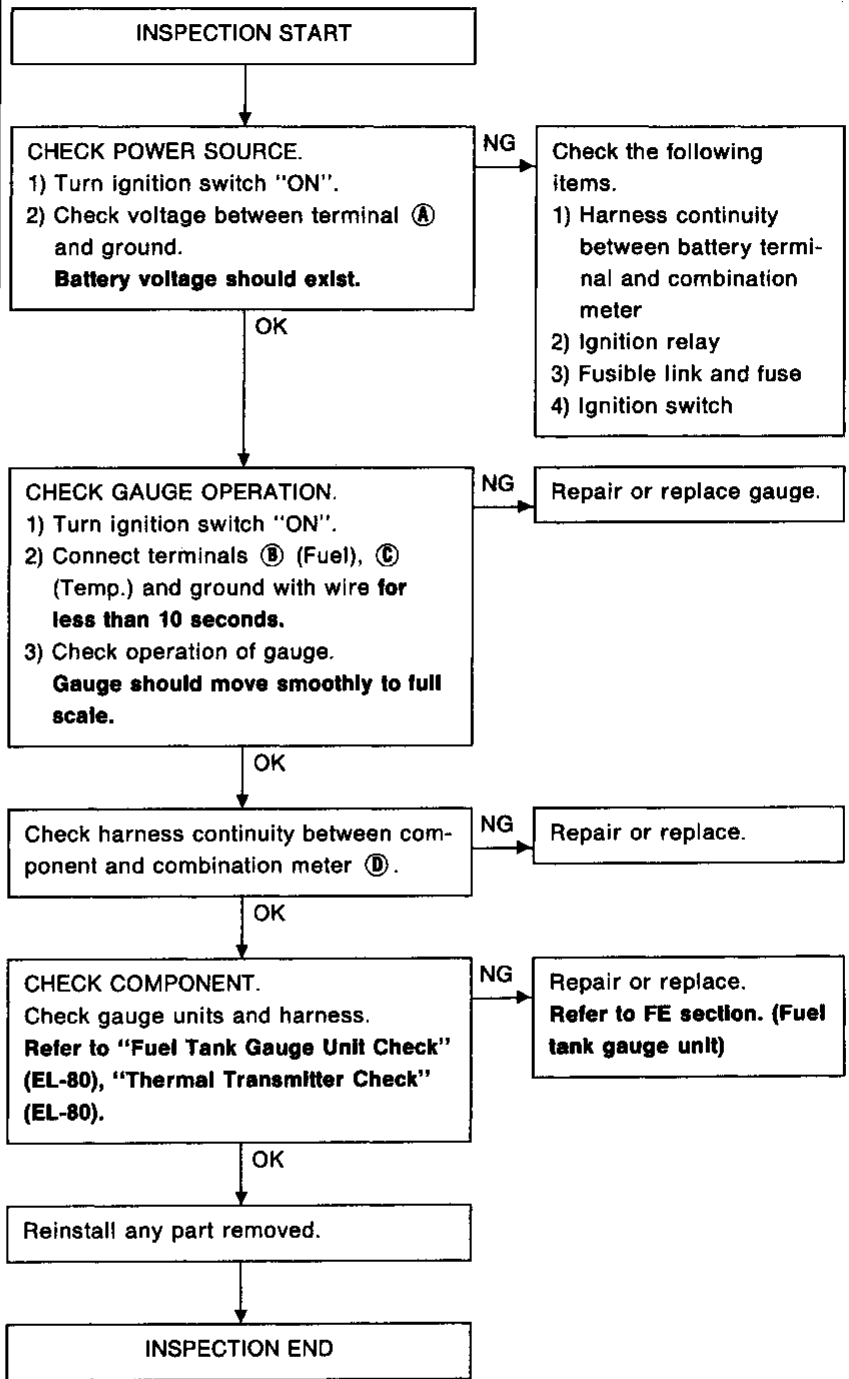 INSPECTION START
CHECK POWER SOURCE.
1) Turn ignition switch "ON".
2) Check voltage between terminal Ⓐ
and ground.
Battery voltage should exist.
NG
Check the following
items.
1) Harness continuity
between battery termi-
nal and combination
meter
2) Ignition relay
3) Fusible link and fuse
4) Ignition switch
OK
CHECK GAUGE OPERATION.
1) Turn ignition switch "ON".
2) Connect terminals Ⓑ (Fuel), Ⓒ
(Temp.) and ground with wire for
less than 10 seconds.
3) Check operation of gauge.
Gauge should move smoothly to full
scale.
NG
Repair or replace gauge.
OK
Check harness continuity between com-
ponent and combination meter Ⓓ.
NG
Repair or replace.
OK
CHECK COMPONENT.
Check gauge units and harness.
Refer to "Fuel Tank Gauge Unit Check"
(EL-80), "Thermal Transmitter Check"
(EL-80).
NG
Repair or replace.
Refer to FE section. (Fuel
tank gauge unit)
OK
Reinstall any part removed.
INSPECTION END